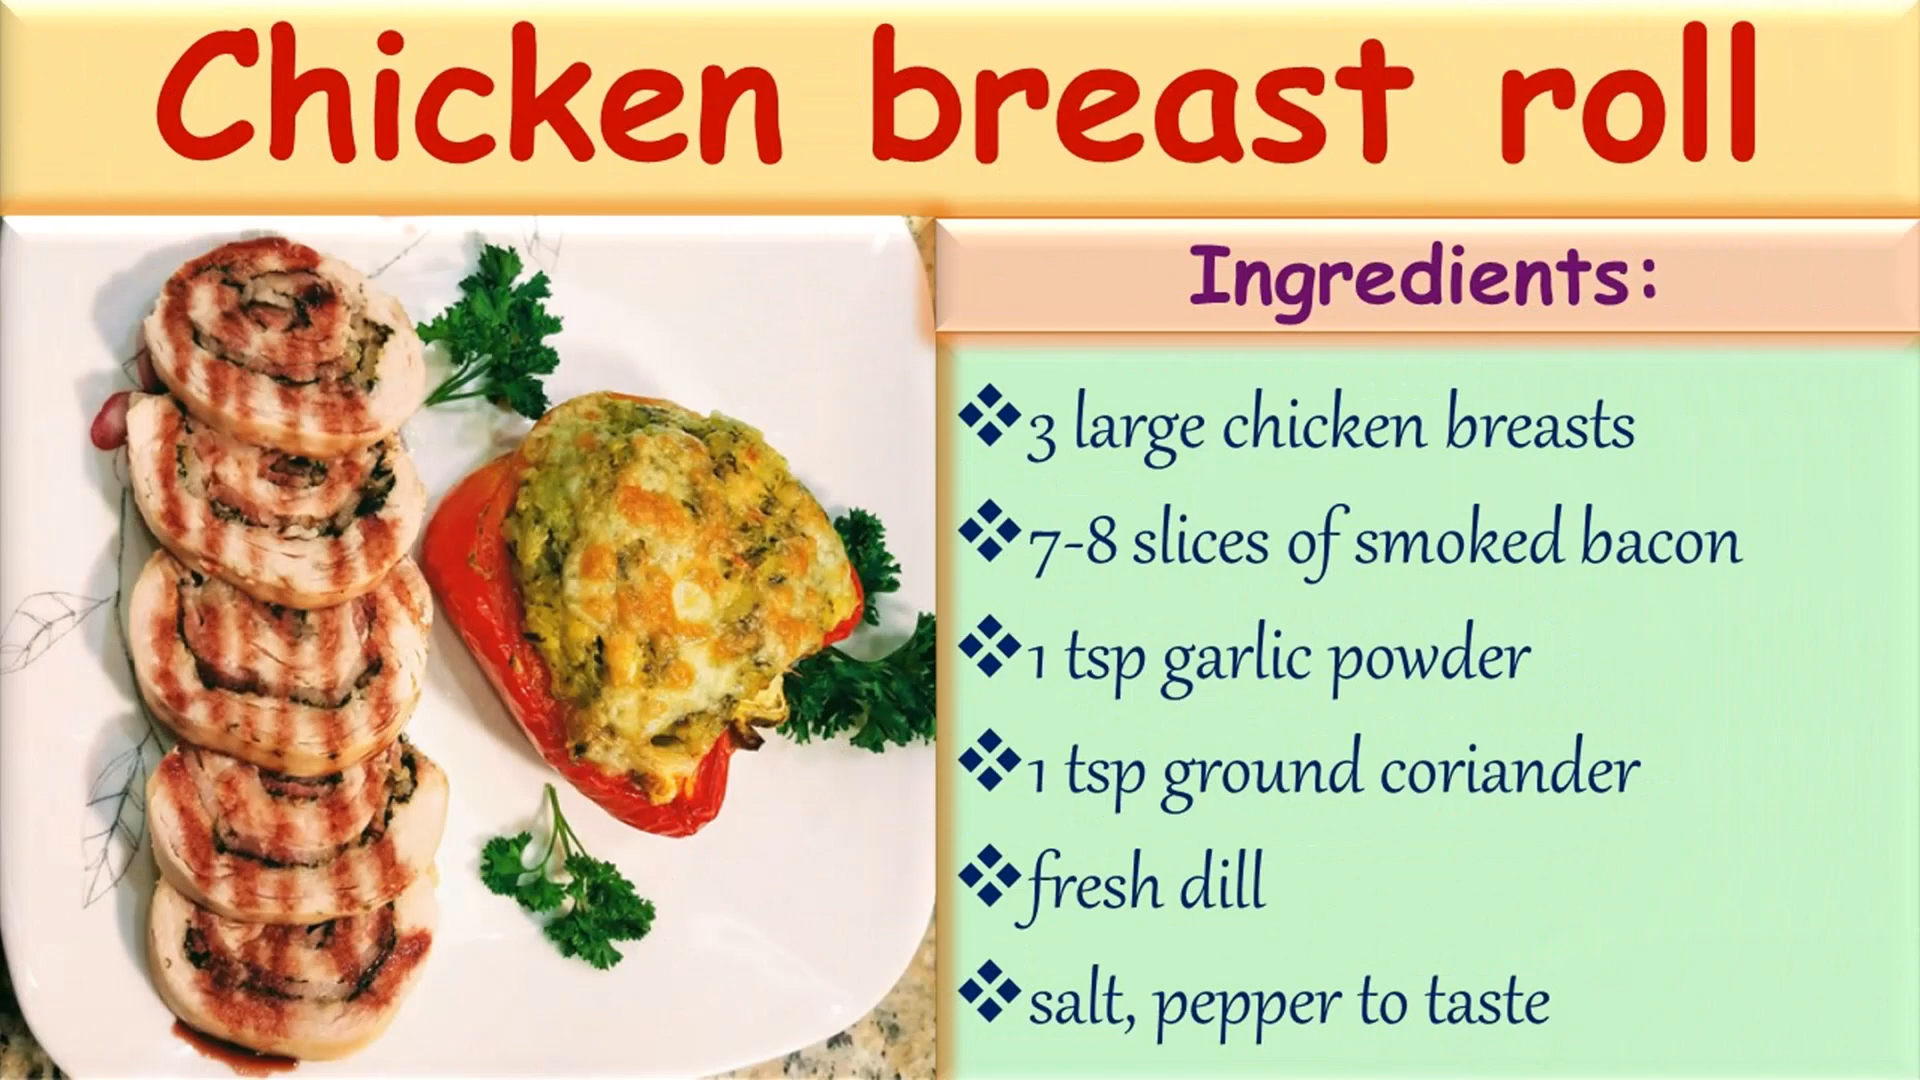 Chicken breast roll
Ingredients:
❖3 large chicken breasts
❖7-8 slices of smoked bacon
❖1 tsp garlic powder
❖1 tsp ground coriander
❖fresh dill
❖salt, pepper to taste